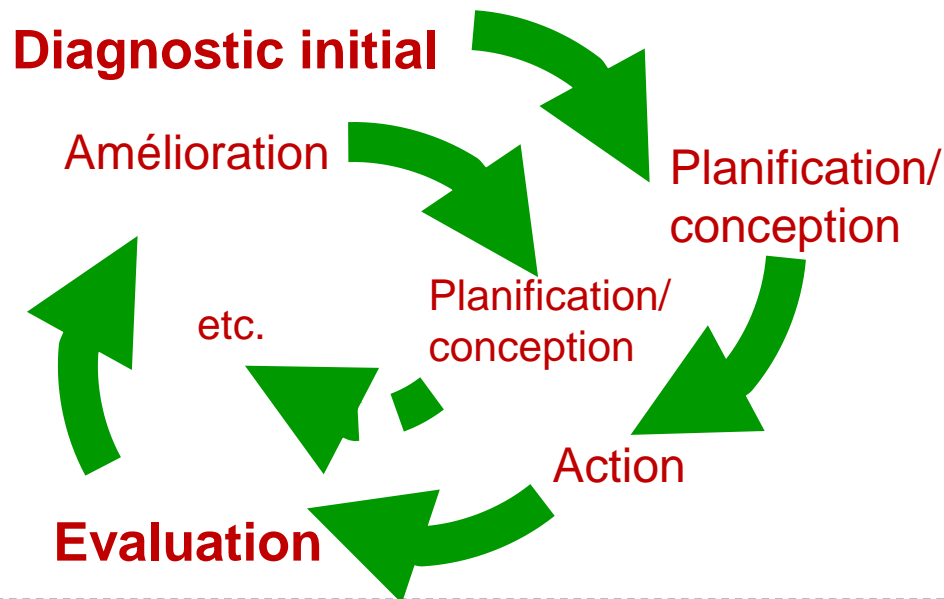 Diagnostic initial
Planification/
conception
Action
Evaluation
Amélioration
Planification/
conception
etc.